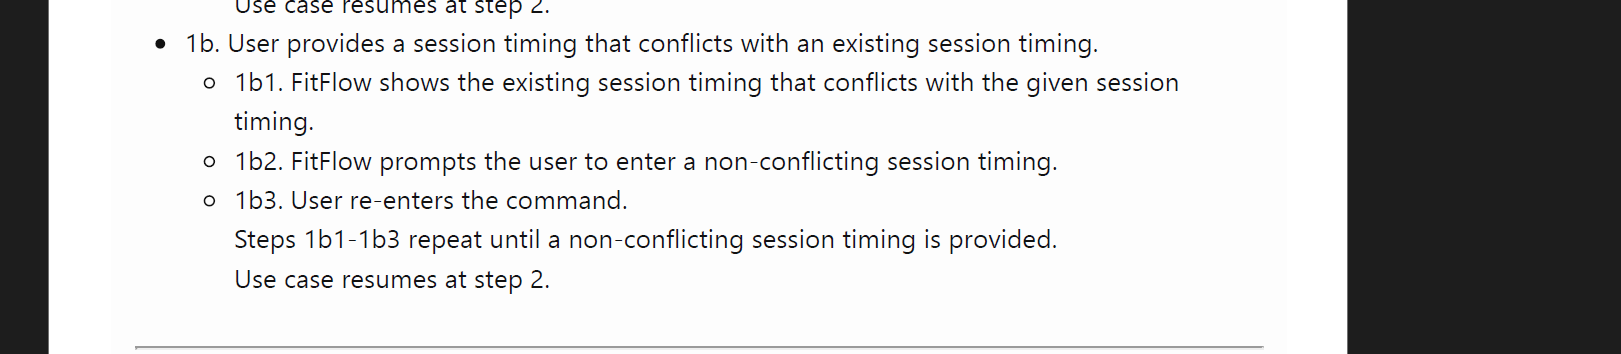 Use case resumes at step 2.
• 1b. User provides a session timing that conflicts with an existing session timing.
○ 1b1. FitFlow shows the existing session timing that conflicts with the given session
timing.
○ 1b2. FitFlow prompts the user to enter a non-conflicting session timing.
○ 1b3. User re-enters the command.
Steps 1b1-1b3 repeat until a non-conflicting session timing is provided.
Use case resumes at step 2.